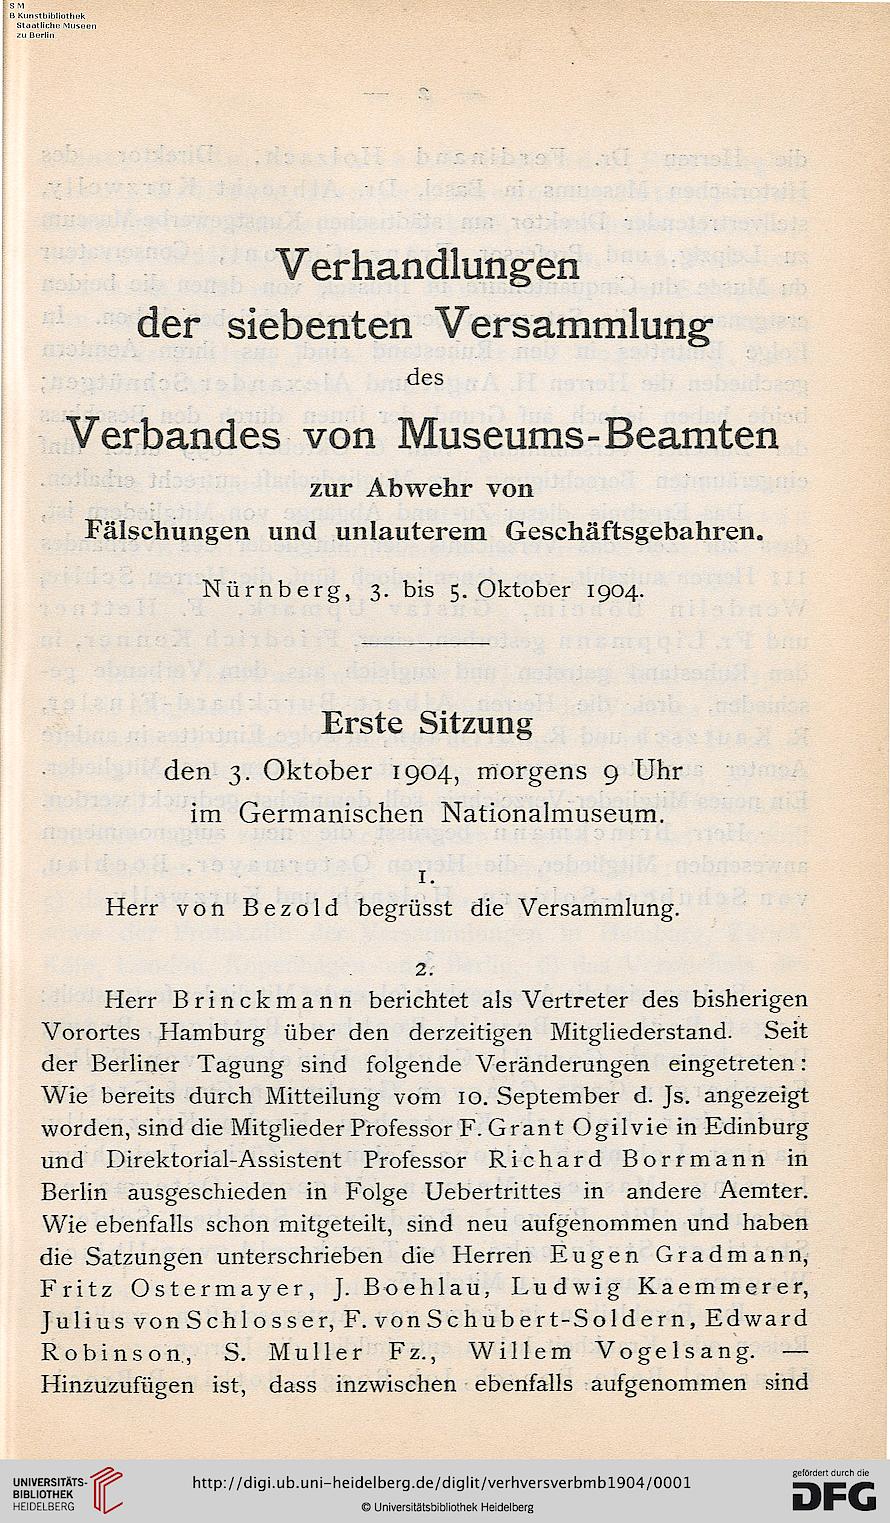 S M
B Kunstbibliothek
Staatliche Museen
zu Berlin
Verhandlungen
der siebenten Versammlung
des
Verbandes von Museums-Beamten
zur Abwehr von
Fälschungen und unlauterem Geschäftsgebahren.
Nürnberg, 3. bis 5. Oktober 1904.
Erste Sitzung
den 3. Oktober 1904, morgens 9 Uhr
im Germanischen Nationalmuseum.
1.
Herr von Bezold begrüsst die Versammlung.
2.
Herr Brinckmann berichtet als Vertreter des bisherigen
Vorortes Hamburg über den derzeitigen Mitgliederstand. Seit
der Berliner Tagung sind folgende Veränderungen eingetreten:
Wie bereits durch Mitteilung vom 10. September d. Js. angezeigt
worden, sind die Mitglieder Professor F. Grant Ogilvie in Edinburg
und Direktorial-Assistent Professor Richard Borrmann in
Berlin ausgeschieden in Folge Uebertrittes in andere Aemter.
Wie ebenfalls schon mitgeteilt, sind neu aufgenommen und haben
die Satzungen unterschrieben die Herren Eugen Gradmann,
Fritz Ostermayer, J. Boehlau, Ludwig Kaemmerer,
Julius von Schlosser, F. von Schubert-Soldern, Edward
Robinson, S. Muller Fz., Willem Vogelsang. —
Hinzuzufügen ist, dass inzwischen ebenfalls aufgenommen sind
UNIVERSITÄTS-
BIBLIOTHEK
HEIDELBERG
http://digi.ub.uni-heidelberg.de/diglit/verhversverbmb1904/0001
© Universitätsbibliothek Heidelberg
gefördert durch die
DFG